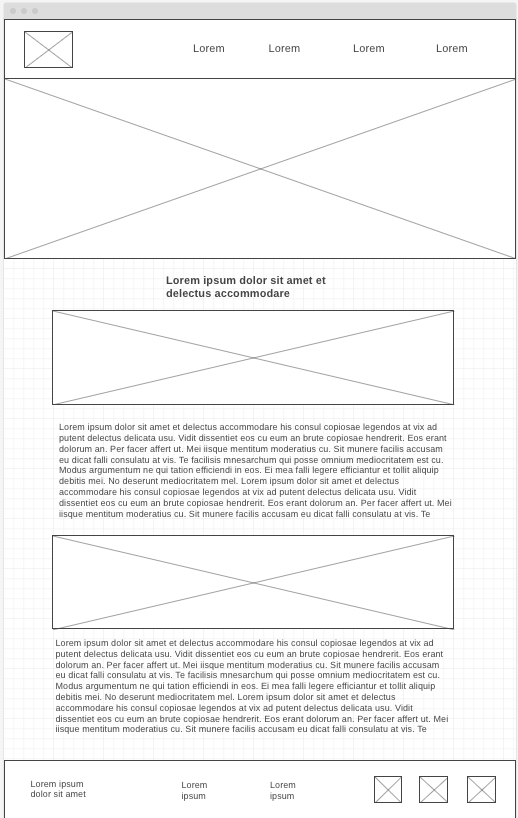 Lorem Lorem Lorem Lorem
Lorem ipsum dolor sit amet et
delectus accommodare
Lorem ipsum dolor sit amet et delectus accommodare his consul copiosae legendos at vix ad
putent delectus delicata usu. Vidit dissentiet eos cu eum an brute copiosae hendrerit. Eos erant
dolorum an. Per facer affert ut. Mei iisque mentitum moderatius cu. Sit munere facilis accusam
eu dicat falli consulatu at vis. Te facilisis mnesarchum qui posse omnium mediocritatem est cu.
Modus argumentum ne qui tation efficiendi in eos. Ei mea falli legere efficiantur et tollit aliquip
debitis mei. No deserunt mediocritatem mel. Lorem ipsum dolor sit amet et delectus
accommodare his consul copiosae legendos at vix ad putent delectus delicata usu. Vidit
dissentiet eos cu eum an brute copiosae hendrerit. Eos erant dolorum an. Per facer affert ut. Mei
iisque mentitum moderatius cu. Sit munere facilis accusam eu dicat falli consulatu at vis. Te
Lorem ipsum dolor sit amet et delectus accommodare his consul copiosae legendos at vix ad
putent delectus delicata usu. Vidit dissentiet eos cu eum an brute copiosae hendrerit. Eos erant
dolorum an. Per facer affert ut. Mei iisque mentitum moderatius cu. Sit munere facilis accusam
eu dicat falli consulatu at vis. Te facilisis mnesarchum qui posse omnium mediocritatem est cu.
Modus argumentum ne qui tation efficiendi in eos. Ei mea falli legere efficiantur et tollit aliquip
debitis mei. No deserunt mediocritatem mel. Lorem ipsum dolor sit amet et delectus
accommodare his consul copiosae legendos at vix ad putent delectus delicata usu. Vidit
dissentiet eos cu eum an brute copiosae hendrerit. Eos erant dolorum an. Per facer affert ut. Mei
iisque mentitum moderatius cu. Sit munere facilis accusam eu dicat falli consulatu at vis. Te
Lorem ipsum
dolor sit amet
Lorem
ipsum
Lorem
ipsum